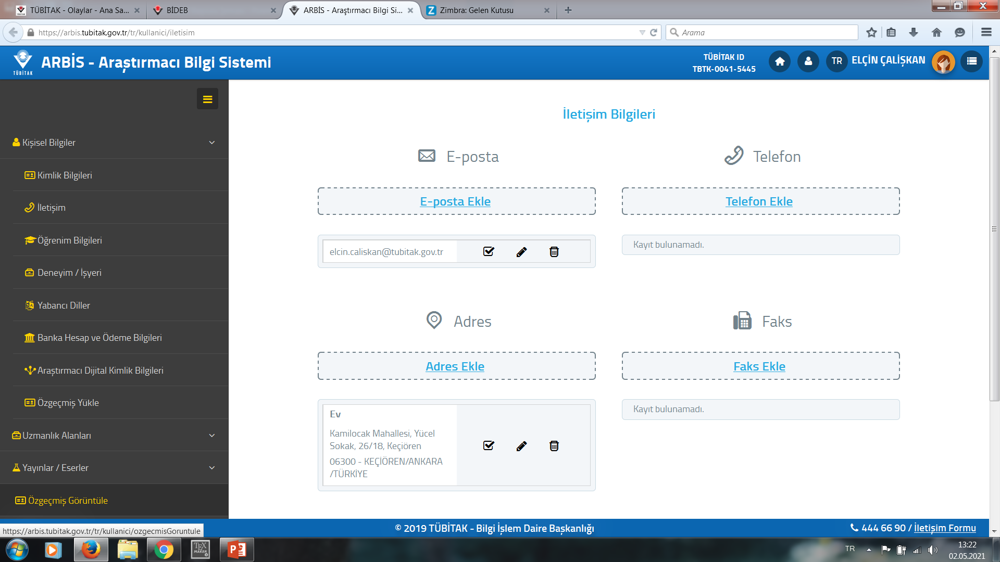 TÜBİTAK - Olaylar - Ana Sa...
BİDEB
ARBİS - Araştırmacı Bilgi Si...
Zimbra: Gelen Kutusu
https://arbis.tubitak.gov.tr/tr/kullanici/iletisim
Arama
TÜBİTAK
ARBİS - Araştırmacı Bilgi Sistemi
TÜBİTAK ID
TBTK-0041-5445
TR
ELÇİN ÇALIŞKAN
Kişisel Bilgiler
Kimlik Bilgileri
İletişim
Öğrenim Bilgileri
Deneyim / İşyeri
Yabancı Diller
Banka Hesap ve Ödeme Bilgileri
Araştırmacı Dijital Kimlik Bilgileri
Özgeçmiş Yükle
Uzmanlık Alanları
Yayınlar / Eserler
Özgeçmiş Görüntüle
İletişim Bilgileri
E-posta
E-posta Ekle
elcin.caliskan@tubitak.gov.tr
Telefon
Telefon Ekle
Kayıt bulunamadı.
Adres
Adres Ekle
Ev
Kamilocak Mahallesi, Yücel
Sokak, 26/18, Keçiören
06300 - KEÇİÖREN/ANKARA
/TÜRKİYE
Faks
Faks Ekle
Kayıt bulunamadı.
https://arbis.tubitak.gov.tr/tr/kullanici/ozgecmisGoruntule
© 2019 TÜBİTAK - Bilgi İşlem Daire Başkanlığı
444 66 90 / İletişim Formu
TEX
MAKER
TR
13:22
02.05.2021